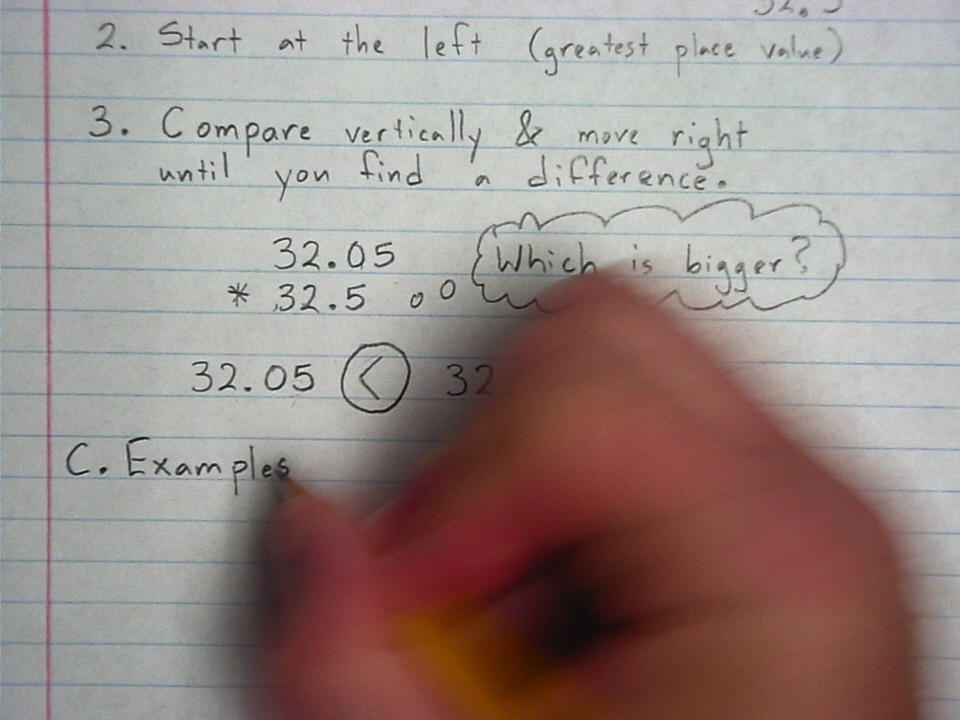 2. Start at the left (greatest place value)
3. Compare vertically & move right
until you find a difference.
32.05
* 32.5
Which is bigger?
32.05 < 32
C. Examples